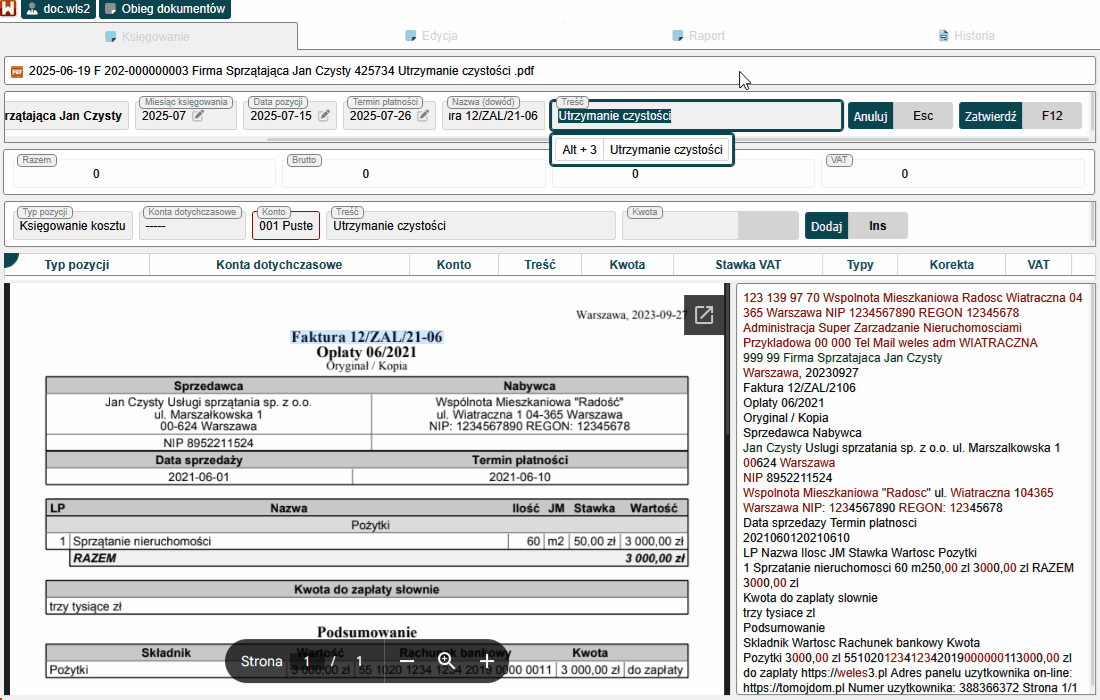 doc.wls2 Obieg dokumentów
Księgowanie Edycja Raport Historia
2025-06-19 F 202-000000003 Firma Sprzątająca Jan Czysty 425734 Utrzymanie czystości .pdf
Miesiąc księgowania Data pozycji Termin płatności Nazwa (dowód) Treść
rzątająca Jan Czysty 2025-07 2025-07-15 2025-07-26 ura 12/ZAL/21-06 Utrzymanie czystości Anuluj Esc Zatwierdź F12
Alt + 3 Utrzymanie czystości
Razem Brutto VAT
0 0 0 0
Typ pozycji Konta dotychczasowe Konto Treść Kwota
Księgowanie kosztu ----- 001 Puste Utrzymanie czystości Dodaj Ins
Typ pozycji Konta dotychczasowe Konto Treść Kwota Stawka VAT Typy Korekta VAT
Warszawa, 2023-09-27
Faktura 12/ZAL/21-06
Opłaty 06/2021
Oryginał / Kopia
Sprzedawca Nabywca
Jan Czysty Usługi sprzątania sp. z o.o. Wspólnota Mieszkaniowa "Radość"
ul. Marszałkowska 1 ul. Wiatraczna 1 04-365 Warszawa
00-624 Warszawa NIP: 1234567890 REGON: 12345678
NIP 8952211524
Data sprzedaży Termin płatności
2021-06-01 2021-06-10
LP Nazwa Ilość JM Stawka Wartość
Pożytki
1 Sprzątanie nieruchomości 60 m2 50,00 zł 3 000,00 zł
RAZEM 3 000,00 zł
Kwota do zapłaty słownie
trzy tysiące zł
Podsumowanie
Składnik Wartość Rachunek bankowy Kwota
Pożytki 3 000,00 zł 55 1020 1234 1234 2019 0000 0011 3 000,00 zł do zapłaty
Strona 1 / 1
123 139 97 70 Wspolnota Mieszkaniowa Radosc Wiatraczna 04
365 Warszawa NIP 1234567890 REGON 12345678
Administracja Super Zarzadzanie Nieruchomosciami
Przykladowa 00 000 Tel Mail weles adm WIATRACZNA
999 99 Firma Sprzatajaca Jan Czysty
Warszawa, 20230927
Faktura 12/ZAL/2106
Oplaty 06/2021
Oryginal / Kopia
Sprzedawca Nabywca
Jan Czysty Uslugi sprzatania sp. z o.o. ul. Marszalkowska 1
00624 Warszawa
NIP 8952211524
Wspolnota Mieszkaniowa "Radosc" ul. Wiatraczna 104365
Warszawa NIP: 1234567890 REGON: 12345678
Data sprzedazy Termin platnosci
2021060120210610
LP Nazwa Ilosc JM Stawka Wartosc Pozytki
1 Sprzatanie nieruchomosci 60 m250,00 zl 3000,00 zl RAZEM
3000,00 zl
Kwota do zaplaty slownie
trzy tysiace zl
Podsumowanie
Skladnik Wartosc Rachunek bankowy Kwota
Pozytki 3000,00 zl 55102012341234201900000011​3000,00 zl
do zaplaty https://weles3.pl Adres panelu uzytkownika on-line:
https://tomojdom.pl Numer uzytkownika: 388366372 Strona 1/1